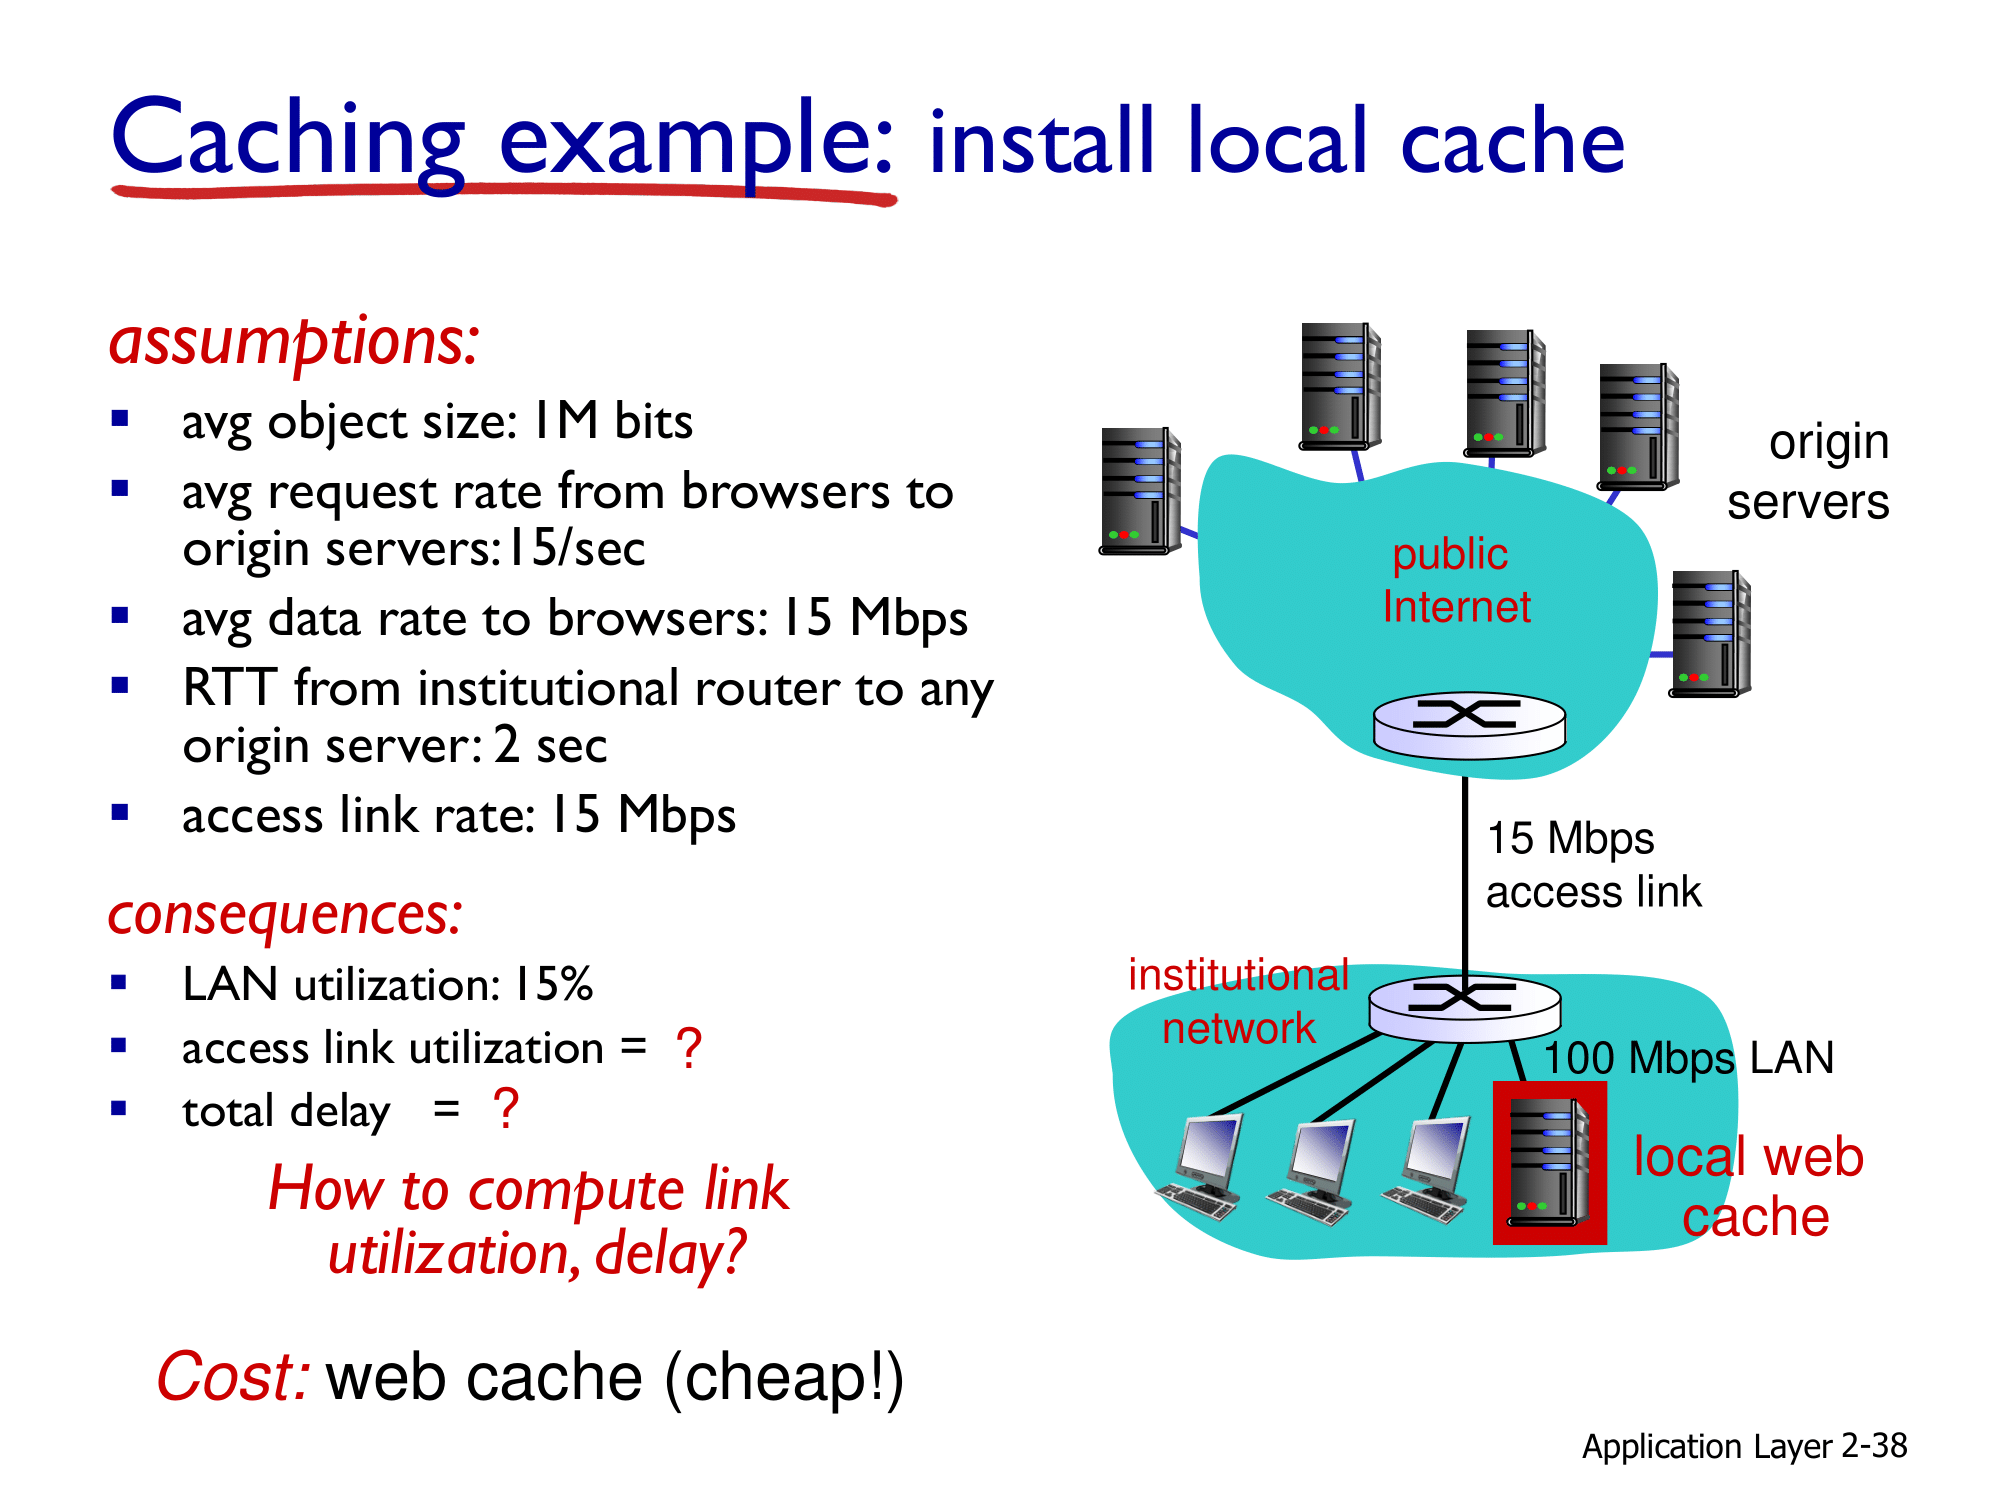 Caching example: install local cache
assumptions:
▪ avg object size: 1M bits
▪ avg request rate from browsers to
origin servers:15/sec
▪ avg data rate to browsers: 15 Mbps
▪ RTT from institutional router to any
origin server: 2 sec
▪ access link rate: 15 Mbps
consequences:
▪ LAN utilization: 15%
▪ access link utilization = ?
▪ total delay = ?
How to compute link
utilization, delay?
Cost: web cache (cheap!)
origin
servers
public
Internet
15 Mbps
access link
institutional
network
100 Mbps LAN
local web
cache
Application Layer 2-38